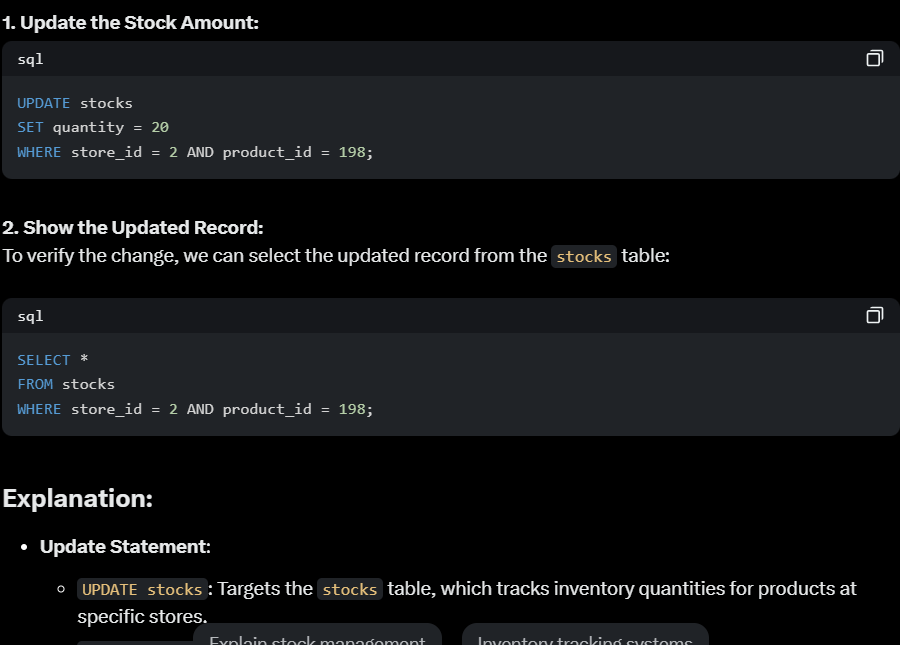 1. Update the Stock Amount:
sql
UPDATE stocks
SET quantity = 20
WHERE store_id = 2 AND product_id = 198;
2. Show the Updated Record:
To verify the change, we can select the updated record from the stocks table:
sql
SELECT *
FROM stocks
WHERE store_id = 2 AND product_id = 198;
Explanation:
• Update Statement:
○ UPDATE stocks: Targets the stocks table, which tracks inventory quantities for products at
specific stores.
Explain stock management
Inventory tracking systems